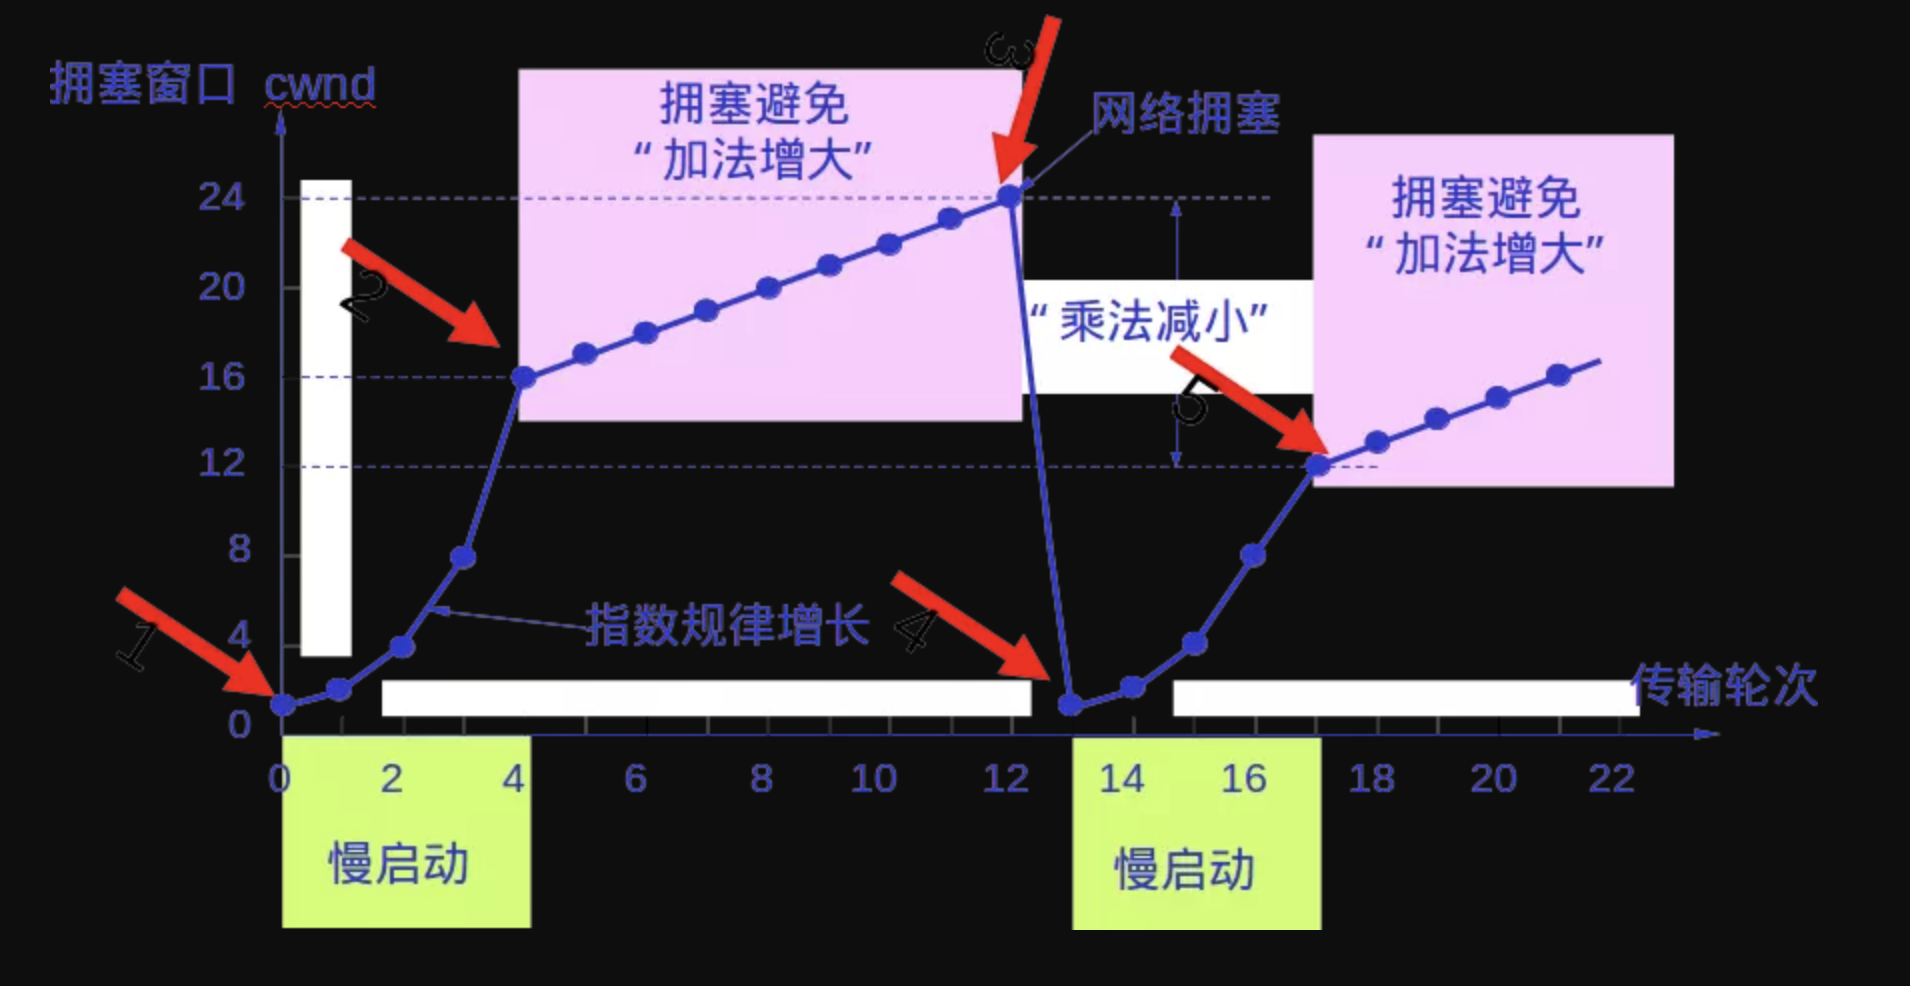 拥塞窗口 cwnd
拥塞避免
“加法增大”
3
网络拥塞
拥塞避免
“加法增大”
24
20
2
“乘法减小”
16
5
12
8
4
指数规律增长
4
1
传输轮次
0
0 2 4 6 8 10 12 14 16 18 20 22
慢启动
慢启动